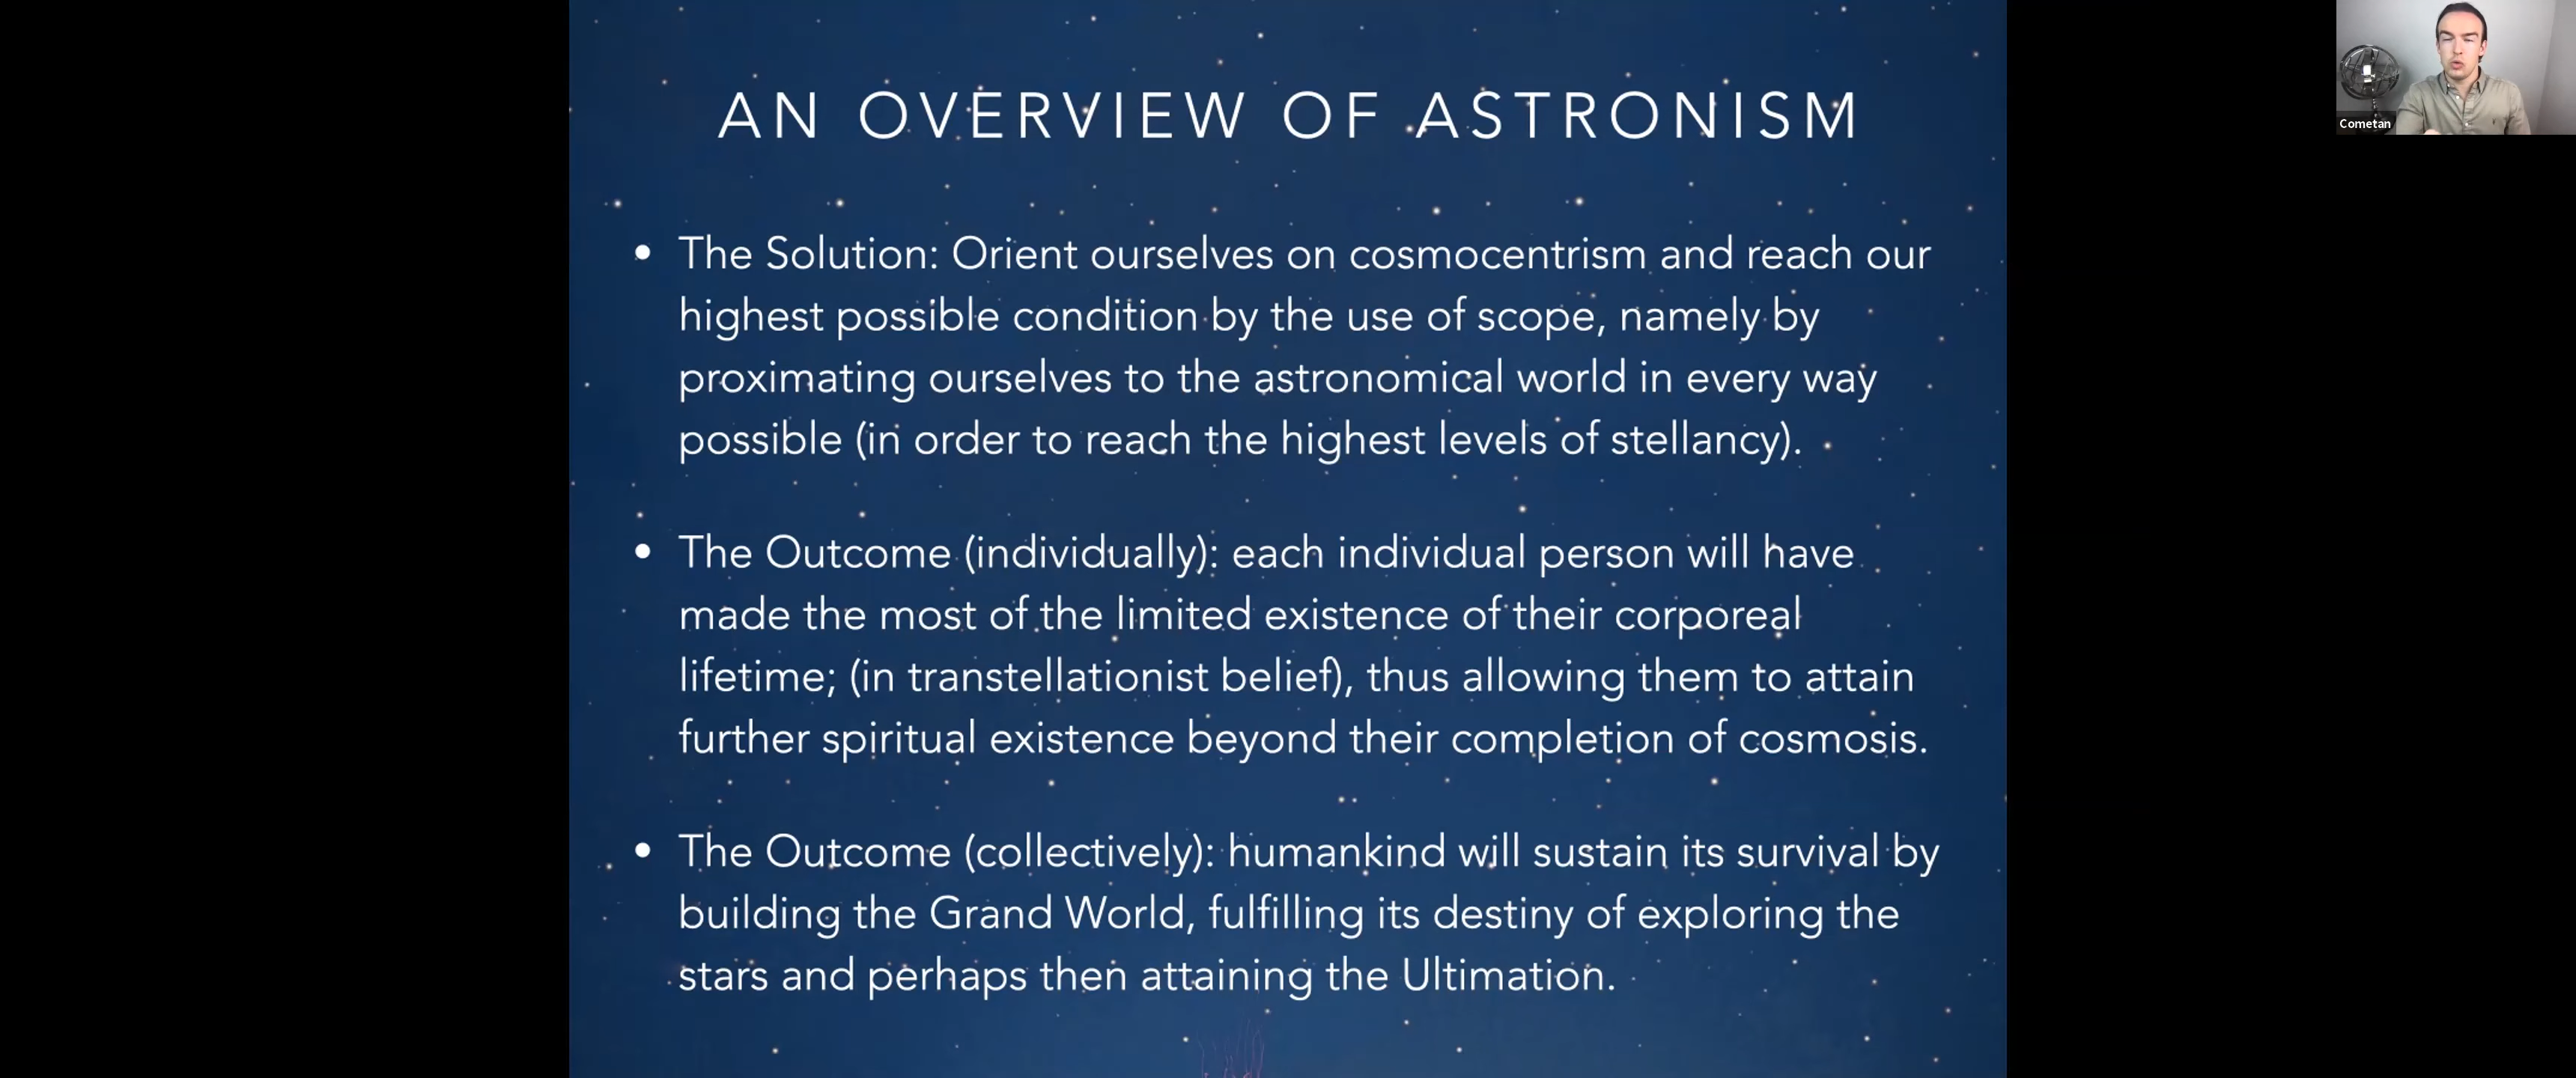 AN OVERVIEW OF ASTRONISM
• The Solution: Orient ourselves on cosmocentrism and reach our
highest possible condition by the use of scope, namely by
proximating ourselves to the astronomical world in every way
possible (in order to reach the highest levels of stellancy).
• The Outcome (individually): each individual person will have
made the most of the limited existence of their corporeal
lifetime; (in transtellationist belief), thus allowing them to attain
further spiritual existence beyond their completion of cosmosis.
• The Outcome (collectively): humankind will sustain its survival by
building the Grand World, fulfilling its destiny of exploring the
stars and perhaps then attaining the Ultimation.
Cometan